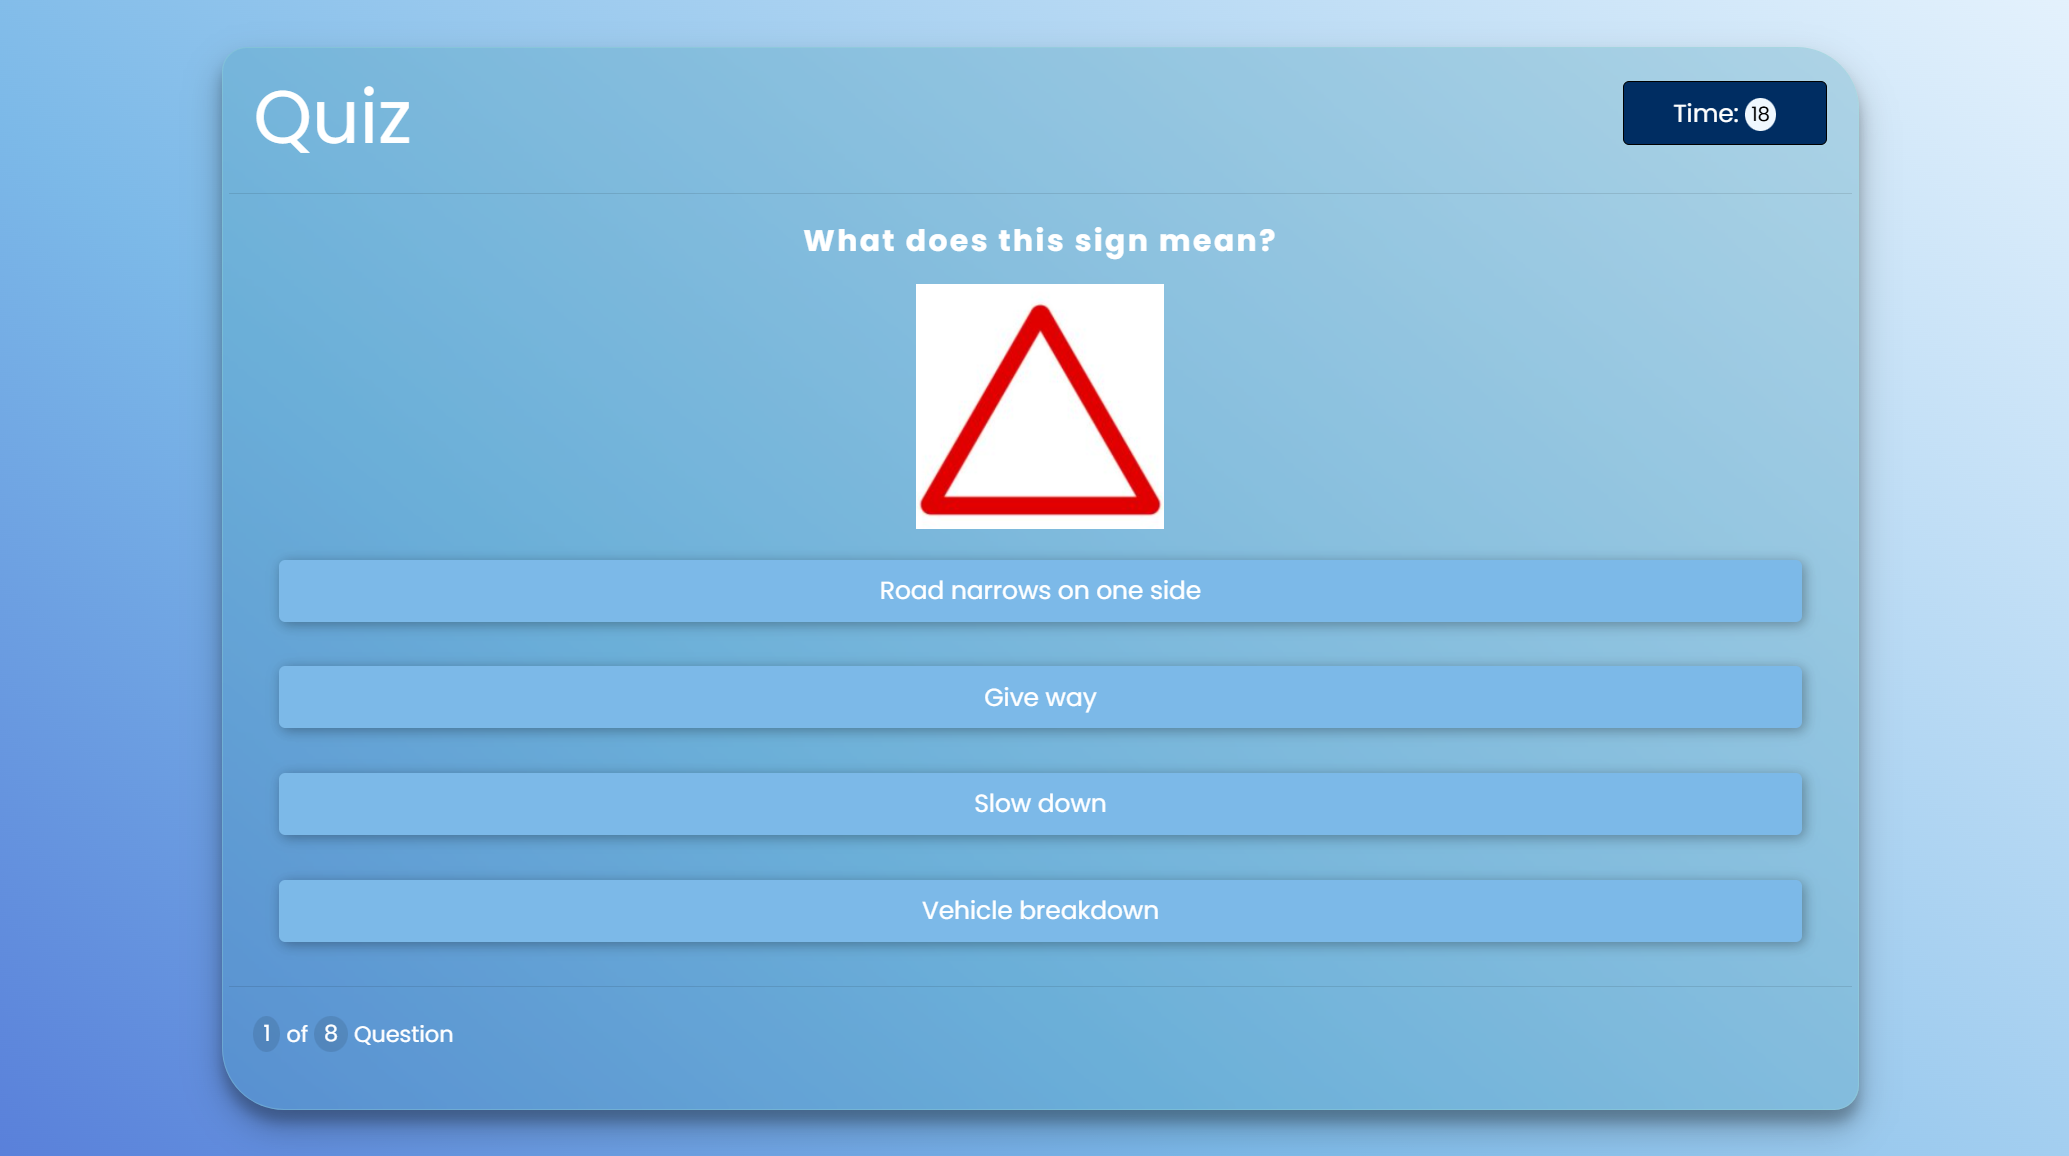 Quiz
Time: 18
What does this sign mean?
Road narrows on one side
Give way
Slow down
Vehicle breakdown
1 of 8 Question